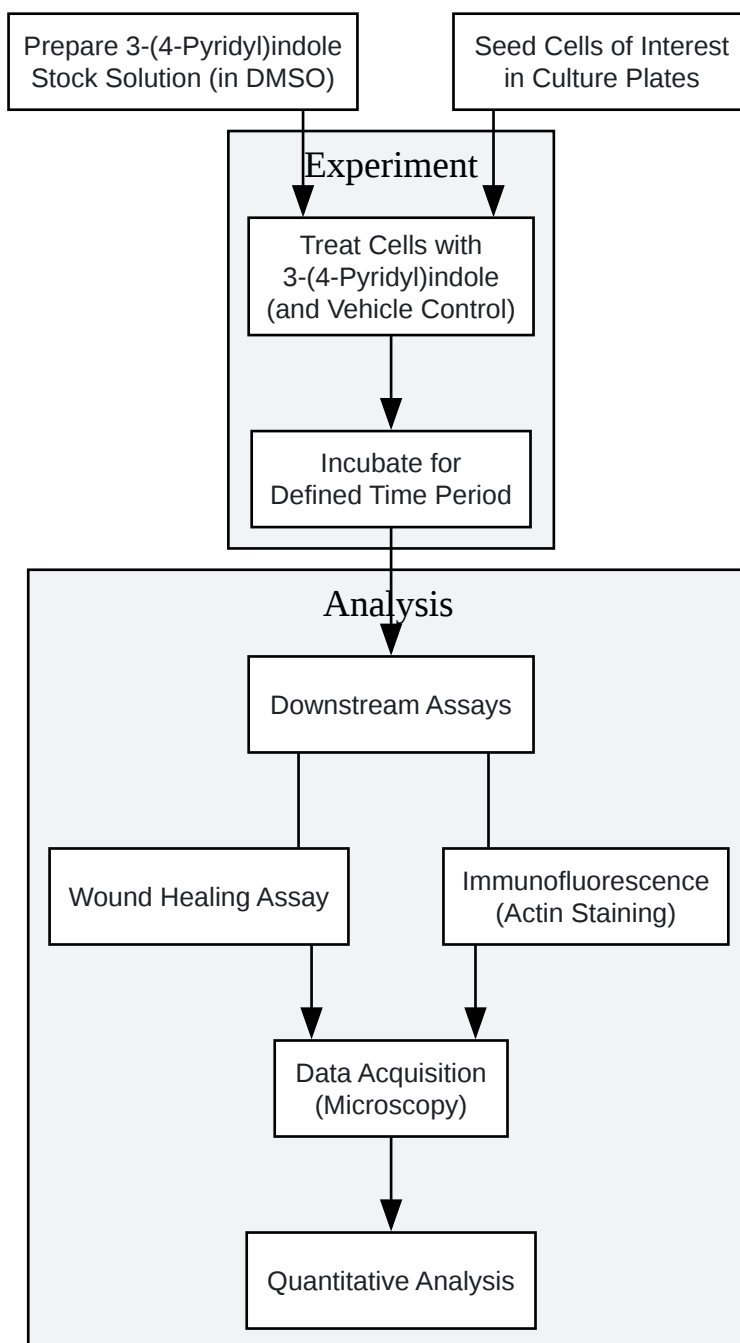 Prepare 3-(4-Pyridyl)indole
Stock Solution (in DMSO)
Seed Cells of Interest
in Culture Plates
Experiment
Treat Cells with
3-(4-Pyridyl)indole
(and Vehicle Control)
Incubate for
Defined Time Period
Analysis
Downstream Assays
Wound Healing Assay
Immunofluorescence
(Actin Staining)
Data Acquisition
(Microscopy)
Quantitative Analysis